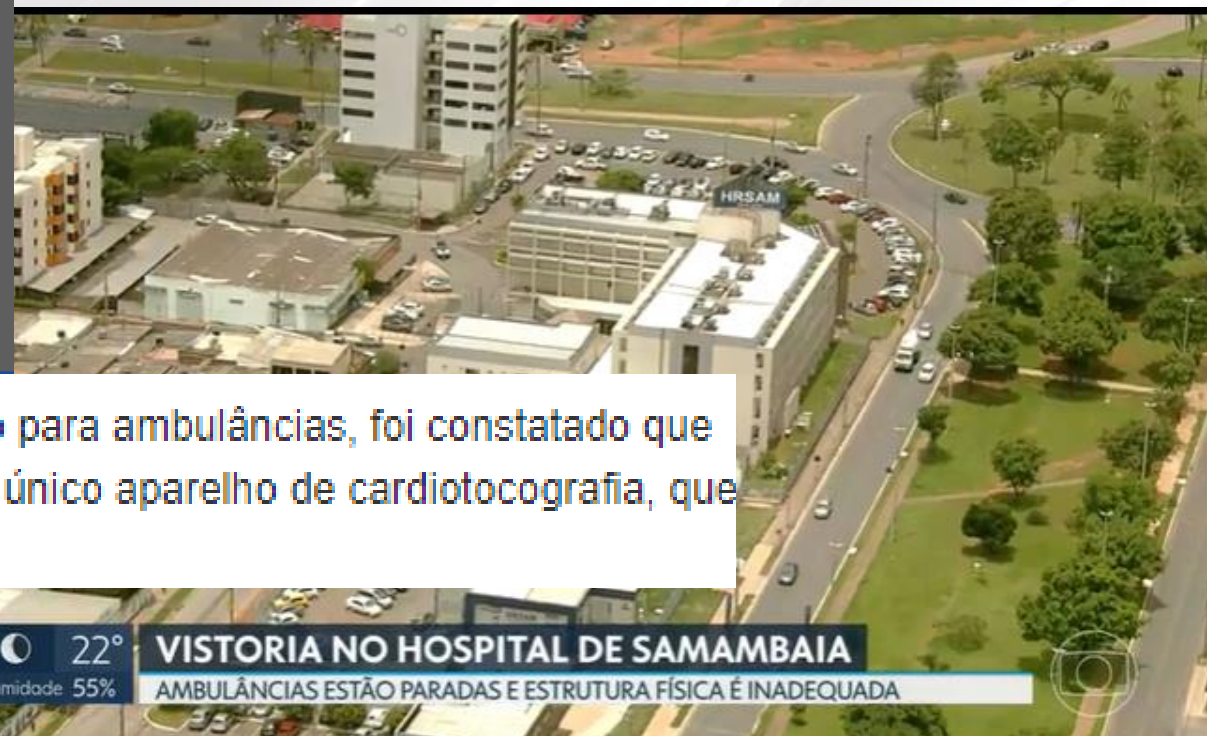 HRSAM
para ambulâncias, foi constatado que
único aparelho de cardiotocografia, que
22°
VISTORIA NO HOSPITAL DE SAMAMBAIA
midade 55%
AMBULÂNCIAS ESTÃO PARADAS E ESTRUTURA FÍSICA É INADEQUADA